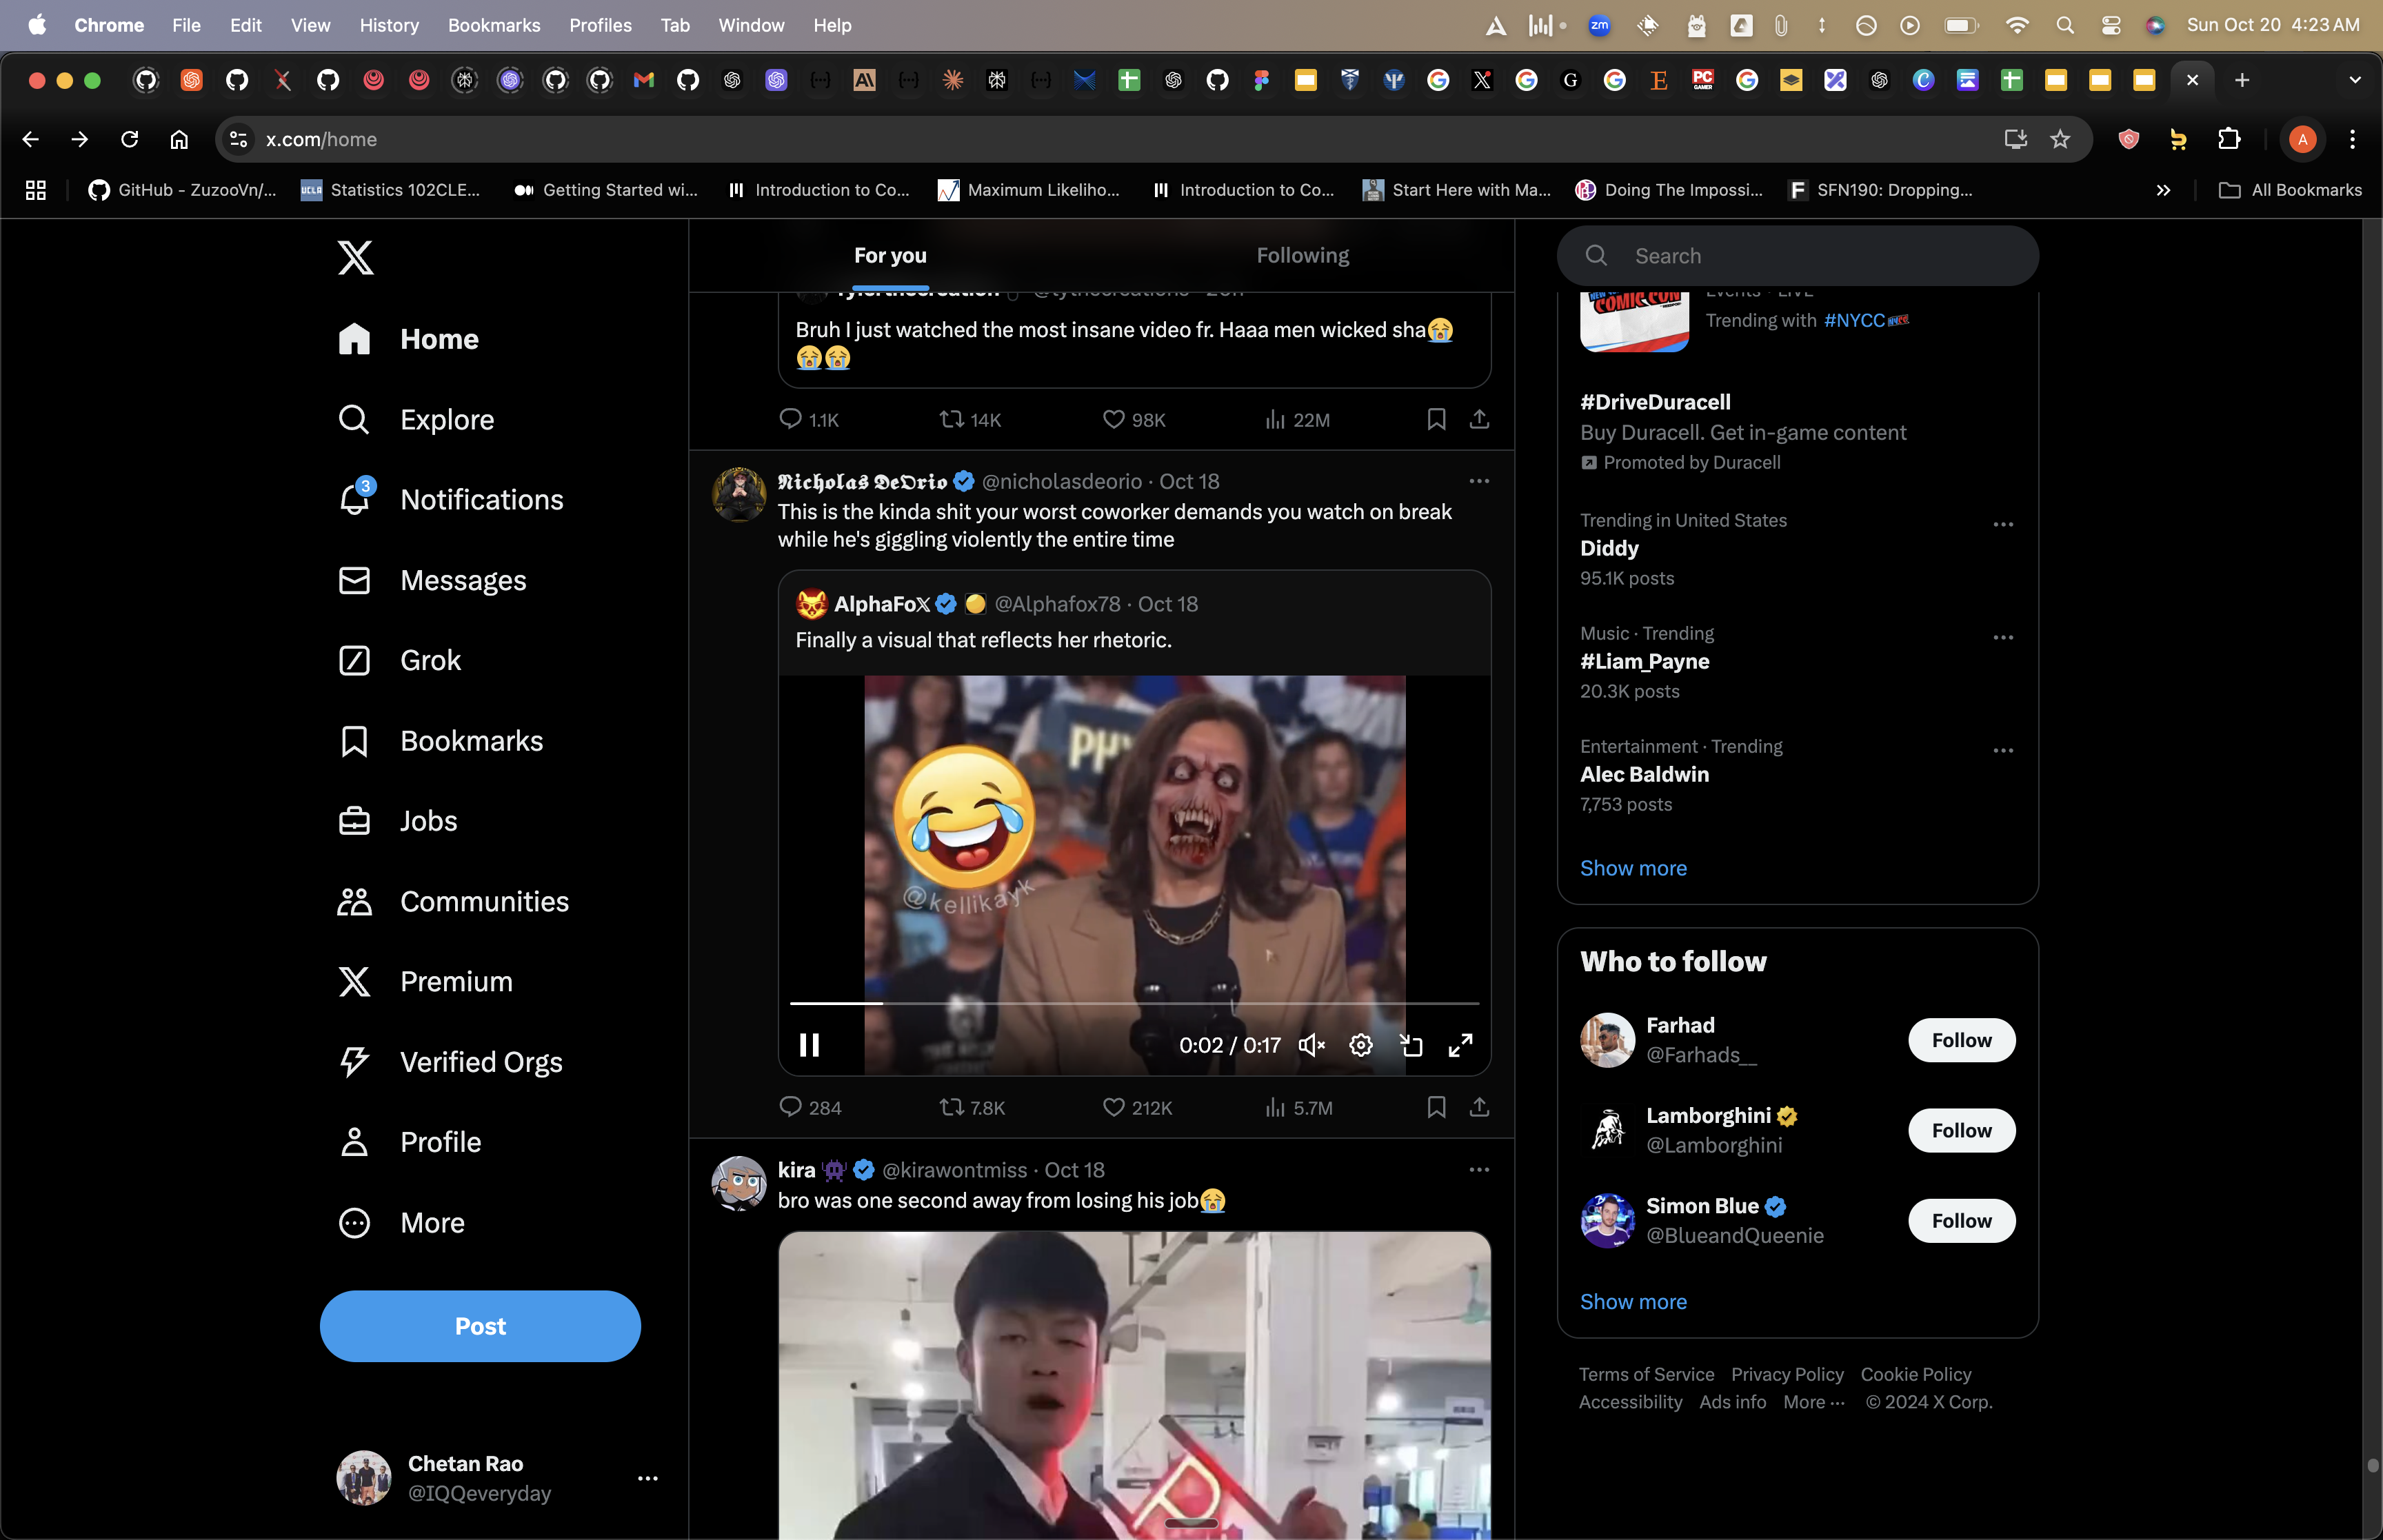 Chrome File Edit View History Bookmarks Profiles Tab Window Help
zm
Sun Oct 20 4:23 AM
x.com/home
A
GitHub - ZuzooVn/...
UCLA Statistics 102CLE...
Getting Started wi...
Introduction to Co...
Maximum Likeliho...
Introduction to Co...
Start Here with Ma...
Doing The Impossi...
SFN190: Dropping...
All Bookmarks
Home
Explore
3
Notifications
Messages
Grok
Bookmarks
Jobs
Communities
Premium
Verified Orgs
Profile
More
Post
Chetan Rao
@IQQeveryday
For you
Following
Bruh I just watched the most insane video fr. Haaa men wicked sha😭
😭😭
1.1K 14K 98K 22M
𝕹𝖎𝖈𝖍𝖔𝖑𝖆𝖘 𝕯𝖊𝕺𝖗𝖎𝖔 @nicholasdeorio · Oct 18
This is the kinda shit your worst coworker demands you watch on break
while he's giggling violently the entire time
AlphaFo𝕏 @Alphafox78 · Oct 18
Finally a visual that reflects her rhetoric.
@kellikayk
0:02 / 0:17
284 7.8K 212K 5.7M
kira @kirawontmiss · Oct 18
bro was one second away from losing his job😭
Search
COMIC CON
Events · LIVE
Trending with #NYCC
#DriveDuracell
Buy Duracell. Get in-game content
Promoted by Duracell
Trending in United States
Diddy
95.1K posts
Music · Trending
#Liam_Payne
20.3K posts
Entertainment · Trending
Alec Baldwin
7,753 posts
Show more
Who to follow
Farhad
@Farhads__
Follow
Lamborghini
@Lamborghini
Follow
Simon Blue
@BlueandQueenie
Follow
Show more
Terms of Service Privacy Policy Cookie Policy
Accessibility Ads info More ··· © 2024 X Corp.